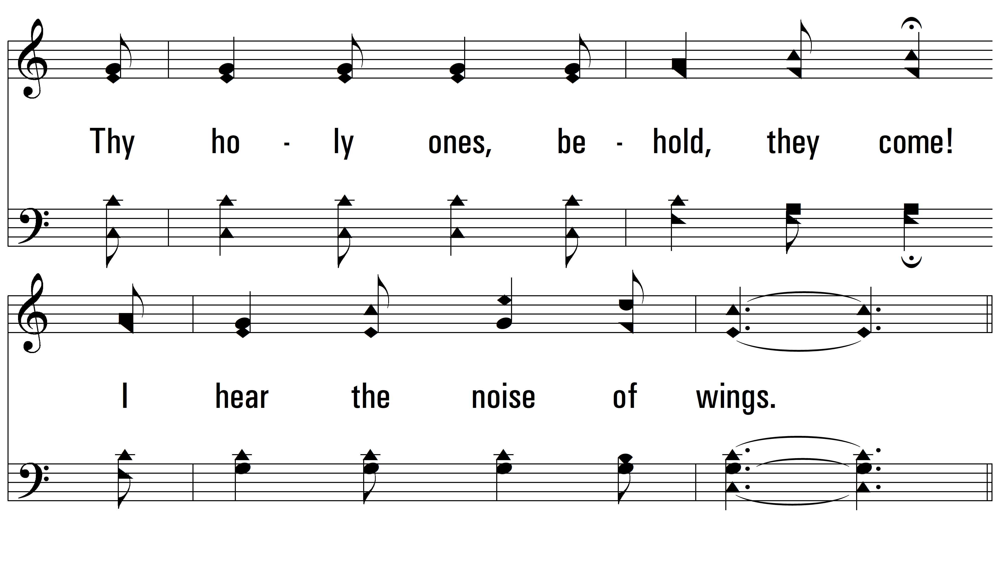 Thy ho - ly ones, be - hold, they come!
I hear the noise of wings.